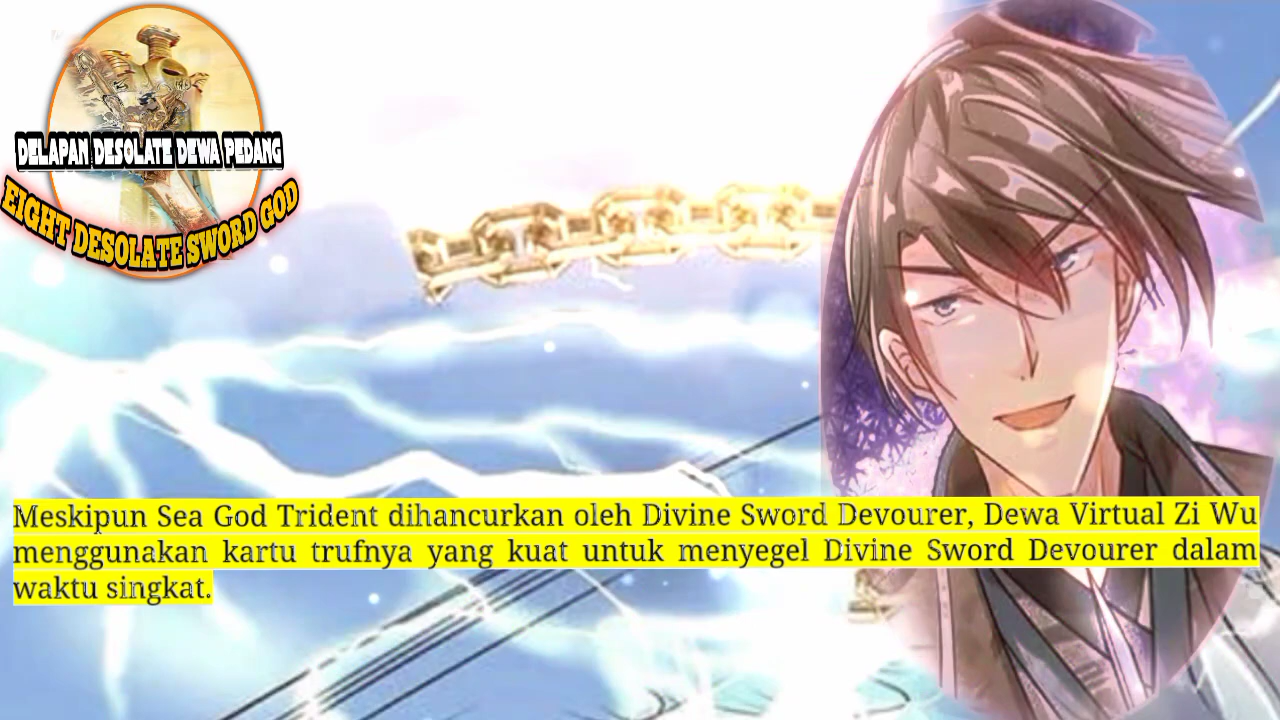 DELAPAN DESOLATE DEWA PEDANG
EIGHT DESOLATE SWORD GOD
Meskipun Sea God Trident dihancurkan oleh Divine Sword Devourer, Dewa Virtual Zi Wu
menggunakan kartu trufnya yang kuat untuk menyegel Divine Sword Devourer dalam
waktu singkat.